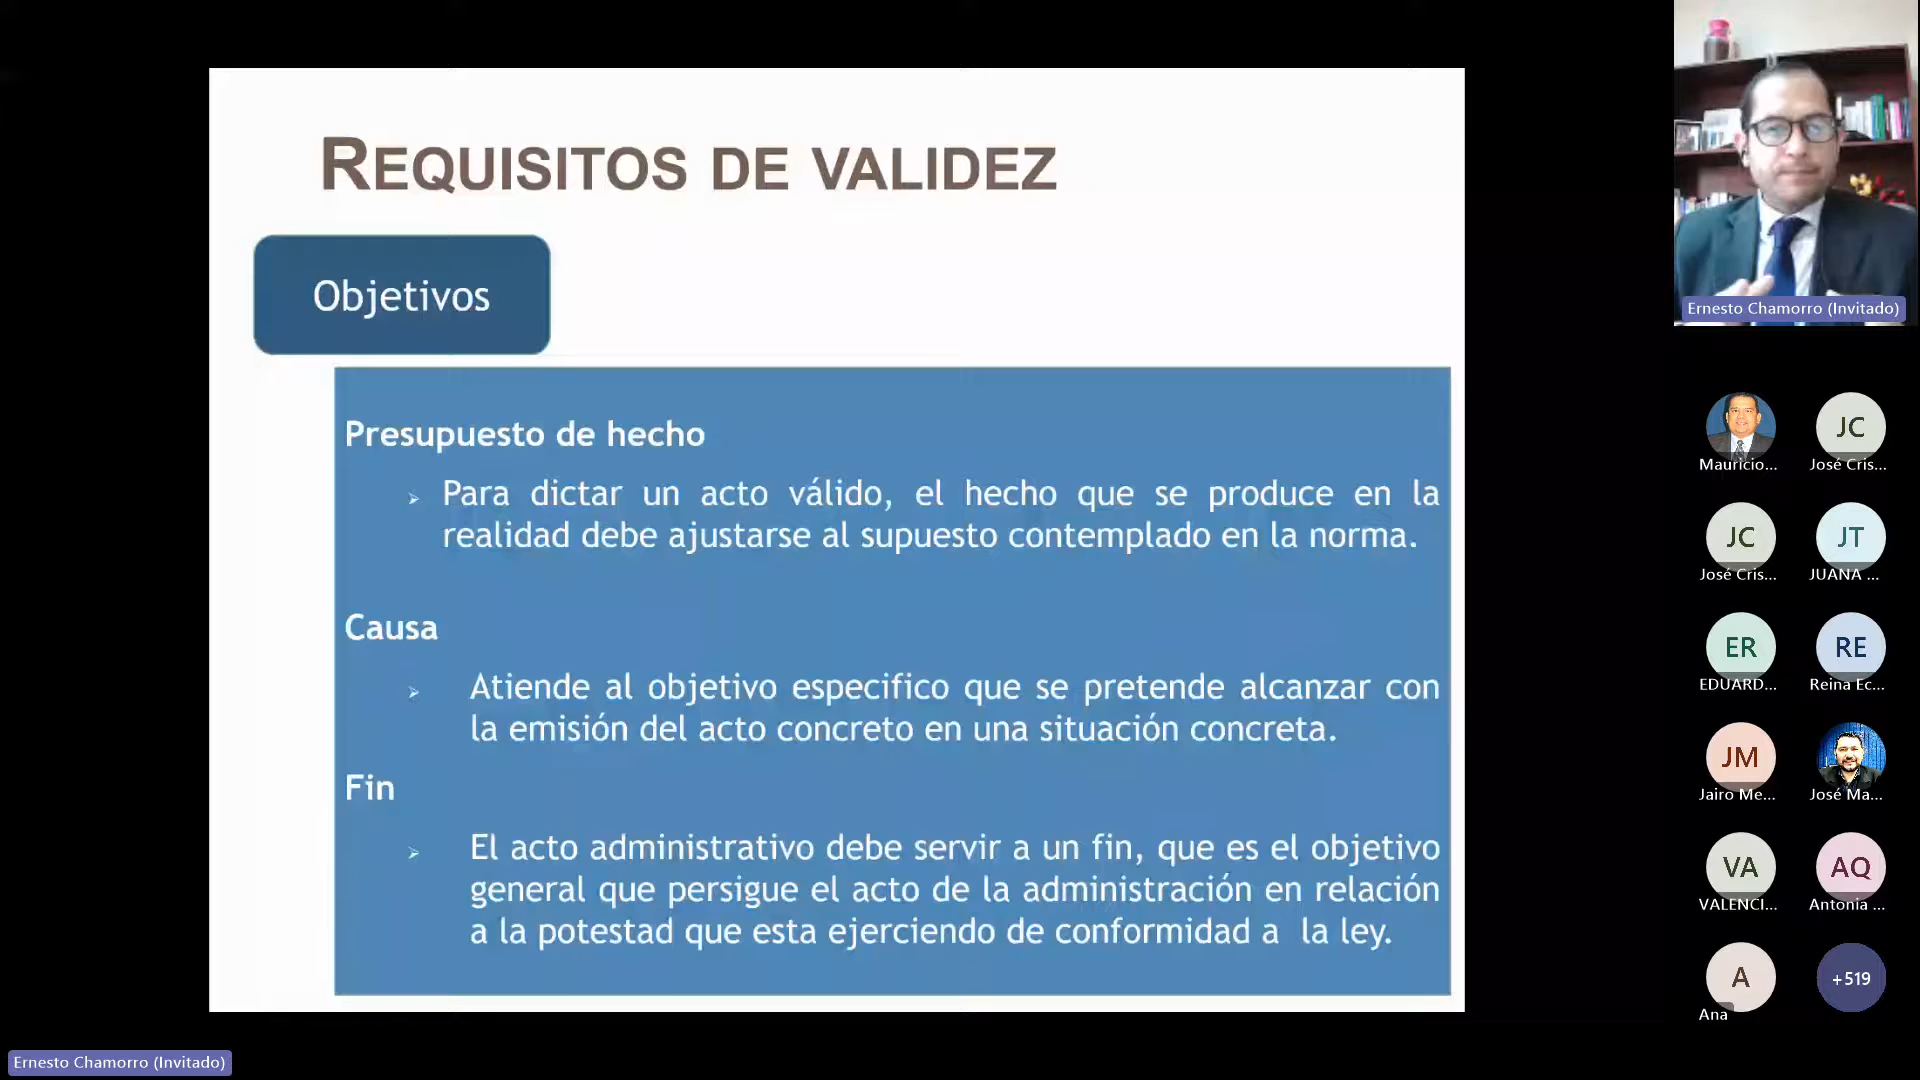 REQUISITOS DE VALIDEZ
Objetivos
Presupuesto de hecho
Para dictar un acto válido, el hecho que se produce en la
realidad debe ajustarse al supuesto contemplado en la norma.
Causa
Atiende al objetivo especifico que se pretende alcanzar con
la emisión del acto concreto en una situación concreta.
Fin
El acto administrativo debe servir a un fin, que es el objetivo
general que persigue el acto de la administración en relación
a la potestad que esta ejerciendo de conformidad a la ley.
Ernesto Chamorro (Invitado)
Mauricio...
JC
José Cris...
JC
José Cris...
JT
JUANA ...
ER
EDUARD...
RE
Reina Ec...
JM
Jairo Me...
José Ma...
VA
VALENCI...
AQ
Antonia ...
A
Ana
+519
Ernesto Chamorro (Invitado)